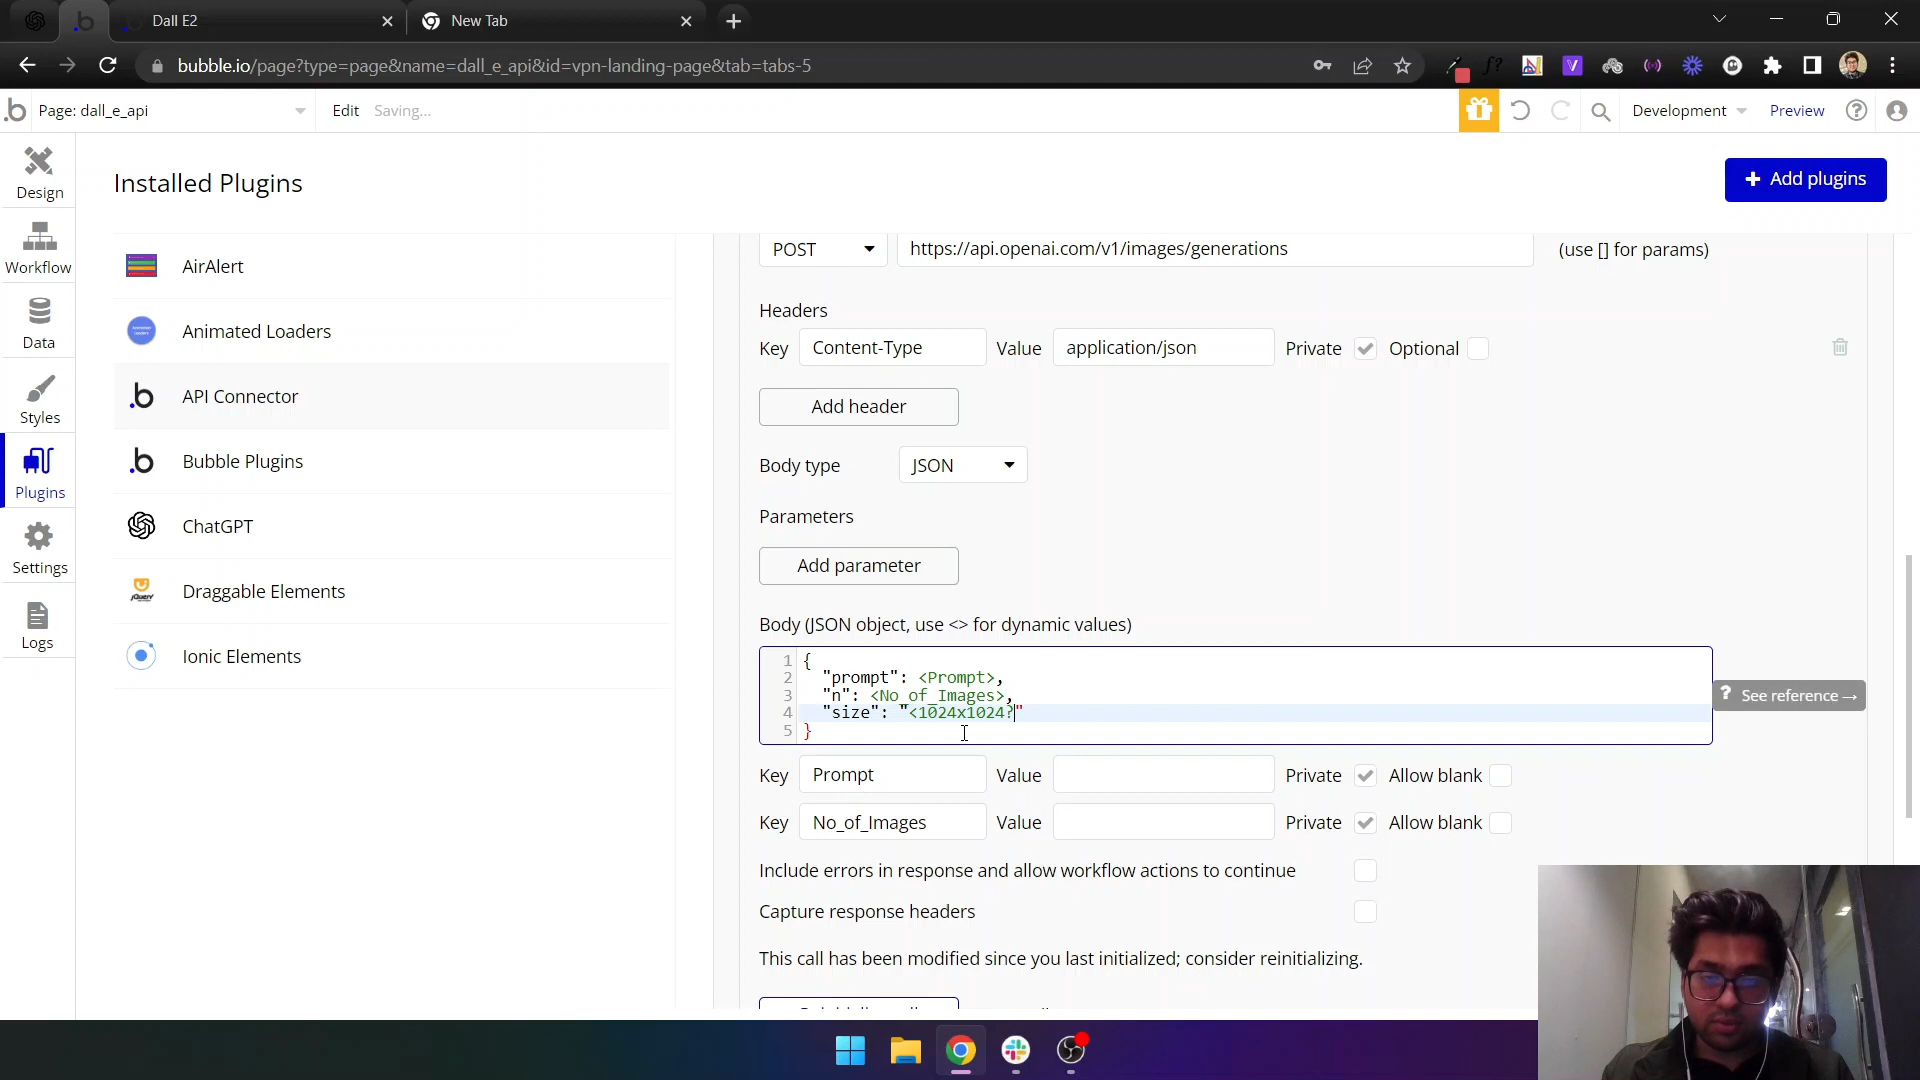 Dall E2
New Tab
bubble.io/page?type=page&name=dall_e_api&id=vpn-landing-page&tab=tabs-5
Page: dall_e_api
Edit
Saving...
Development
Preview
Design
Workflow
Data
Styles
Plugins
Settings
Logs
Installed Plugins
Add plugins
AirAlert
Animated Loaders
API Connector
Bubble Plugins
ChatGPT
Draggable Elements
Ionic Elements
POST
https://api.openai.com/v1/images/generations
(use [] for params)
Headers
Key Content-Type Value application/json Private Optional
Add header
Body type JSON
Parameters
Add parameter
Body (JSON object, use <> for dynamic values)
1 {
2 "prompt": <Prompt>,
3 "n": <No_of_Images>,
4 "size": "<1024x1024?"
5 }
? See reference →
Key Prompt Value Private Allow blank
Key No_of_Images Value Private Allow blank
Include errors in response and allow workflow actions to continue
Capture response headers
This call has been modified since you last initialized; consider reinitializing.